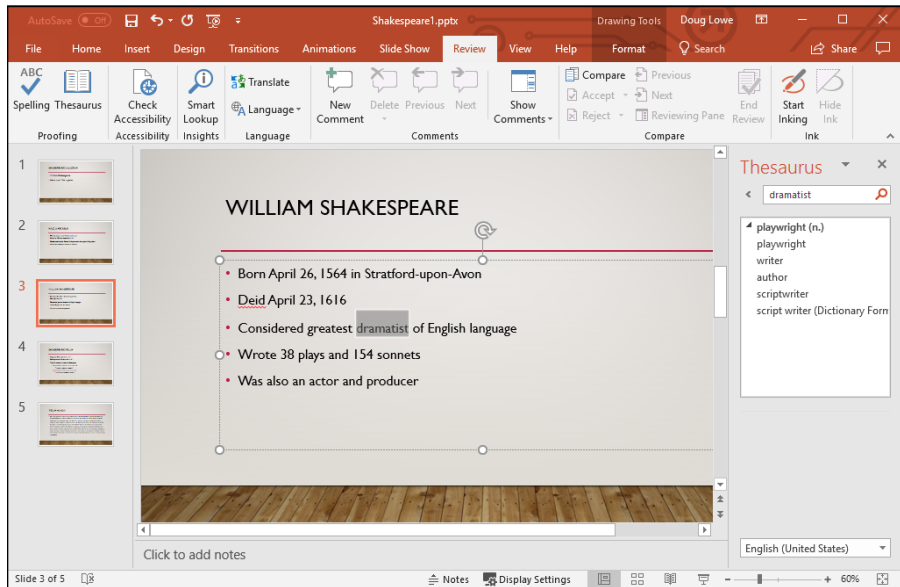 AutoSave Off Shakespeare1.pptx Drawing Tools Doug Lowe
File Home Insert Design Transitions Animations Slide Show Review View Help Format Search Share
ABC
Spelling Thesaurus Check Accessibility Smart Lookup Translate Language New Comment Delete Previous Next Show Comments Compare Accept Reject Previous Next Reviewing Pane End Review Start Inking Hide Ink
Proofing Accessibility Insights Language Comments Compare Ink
1
2
3
4
5
WILLIAM SHAKESPEARE
• Born April 26, 1564 in Stratford-upon-Avon
• Deid April 23, 1616
• Considered greatest dramatist of English language
• Wrote 38 plays and 154 sonnets
• Was also an actor and producer
Click to add notes
Thesaurus
dramatist
playwright (n.)
playwright
writer
author
scriptwriter
script writer (Dictionary Form
English (United States)
Slide 3 of 5 Notes Display Settings 60%